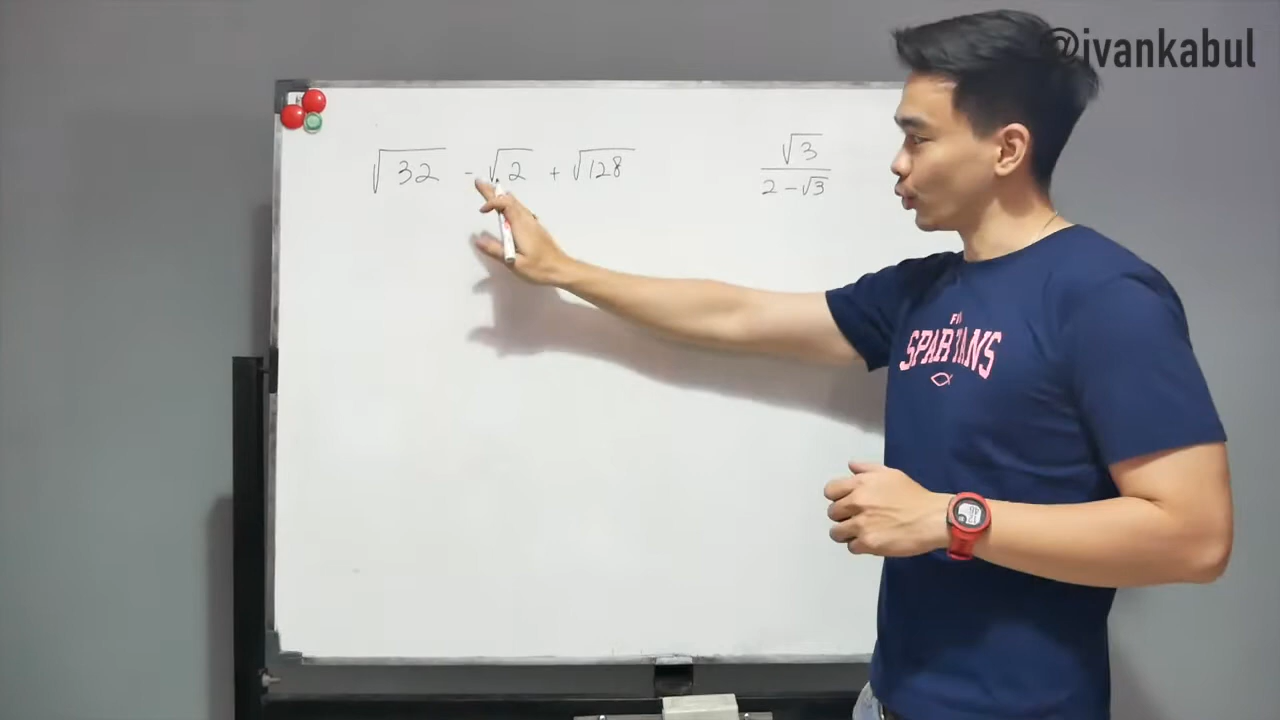 @ivankabul
√32 - √2 + √128
√3
2 - √3
SPARTANS